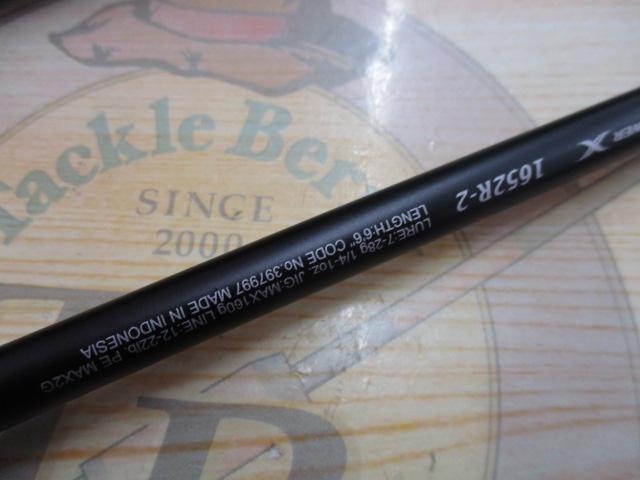 Tackle Ber
SINCE
2000
X
1652R-2
LURE:7-28g 1/4-1oz. JIG:MAX160g LINE:12-22lb. PE MAX2G
LENGTH:6'6" CODE No.397997 MADE IN INDONESIA